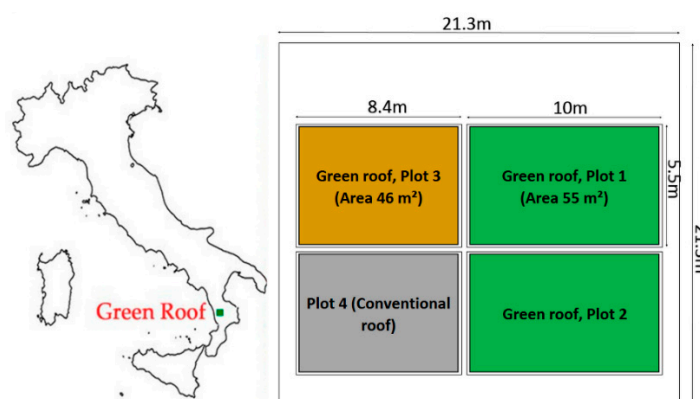 21.3m
8.4m
10m
Green roof, Plot 3
(Area 46 m²)
Green roof, Plot 1
(Area 55 m²)
5.5m
Green Roof
Plot 4 (Conventional
roof)
Green roof, Plot 2